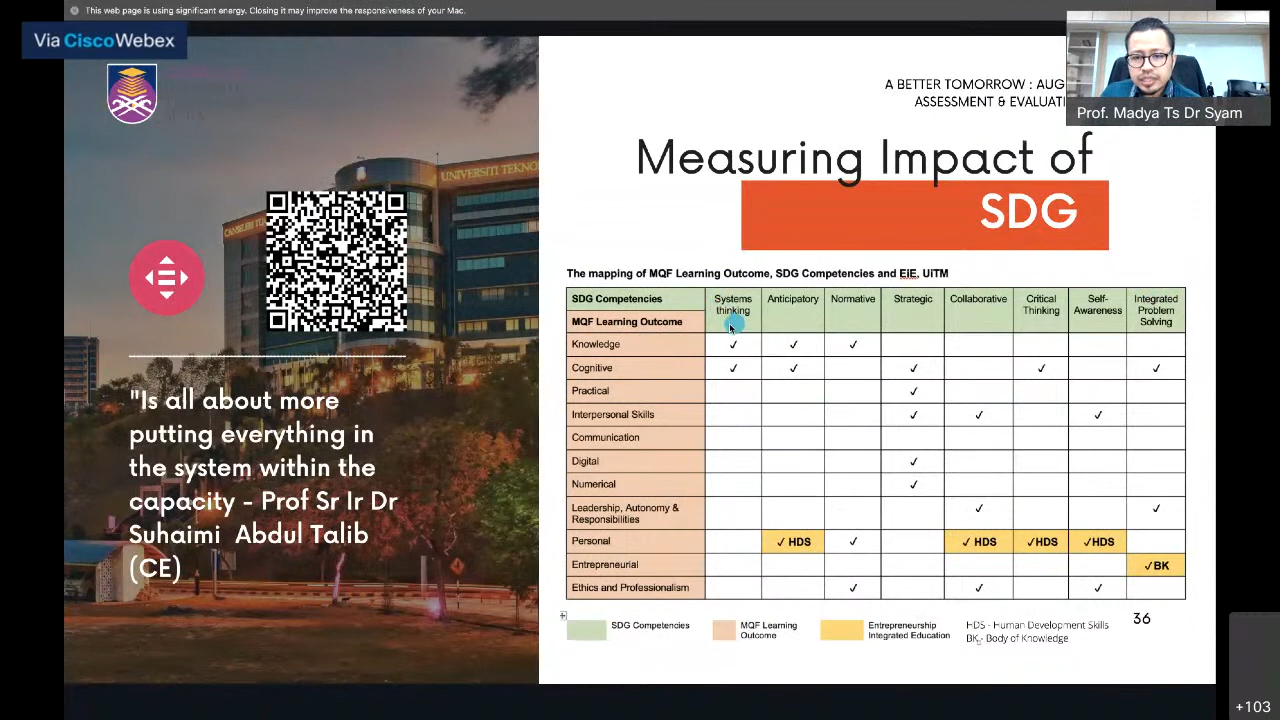 This web page is using significant energy. Closing it may improve the responsiveness of your Mac.
Via CiscoWebex
Prof. Madya Ts Dr Syam
UNIVERSITI TEKNO
CANSELERI TUA
"Is all about more
putting everything in
the system within the
capacity - Prof Sr Ir Dr
Suhaimi Abdul Talib
(CE)
A BETTER TOMORROW : AUG
ASSESSMENT & EVALUATI
Measuring Impact of
SDG
The mapping of MQF Learning Outcome, SDG Competencies and EiE, UiTM
SDG Competencies
MQF Learning Outcome
Systems
thinking
Anticipatory
Normative
Strategic
Collaborative
Critical
Thinking
Self-
Awareness
Integrated
Problem
Solving
Knowledge ✓ ✓ ✓
Cognitive ✓ ✓ ✓ ✓ ✓
Practical ✓
Interpersonal Skills ✓ ✓ ✓
Communication
Digital ✓
Numerical ✓
Leadership, Autonomy &
Responsibilities ✓ ✓
Personal ✓ HDS ✓ ✓ HDS ✓HDS ✓HDS
Entrepreneurial ✓BK
Ethics and Professionalism ✓ ✓ ✓
SDG Competencies
MQF Learning
Outcome
Entrepreneurship
Integrated Education
HDS - Human Development Skills
BK - Body of Knowledge
36
+103